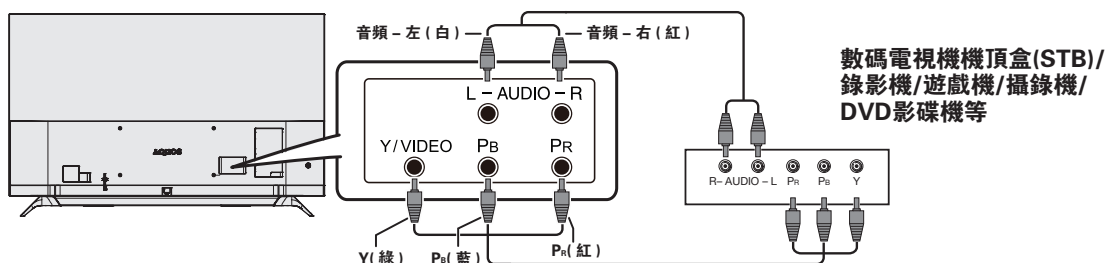 音頻 – 左 ( 白 )
音頻 – 右 ( 紅 )
數碼電視機機頂盒(STB)/
錄影機/遊戲機/攝錄機/
DVD影碟機等
L – AUDIO – R
Y/VIDEO PB PR
AQUOS
R– AUDIO – L PR PB Y
Y( 綠 ) PB( 藍 ) PR( 紅 )